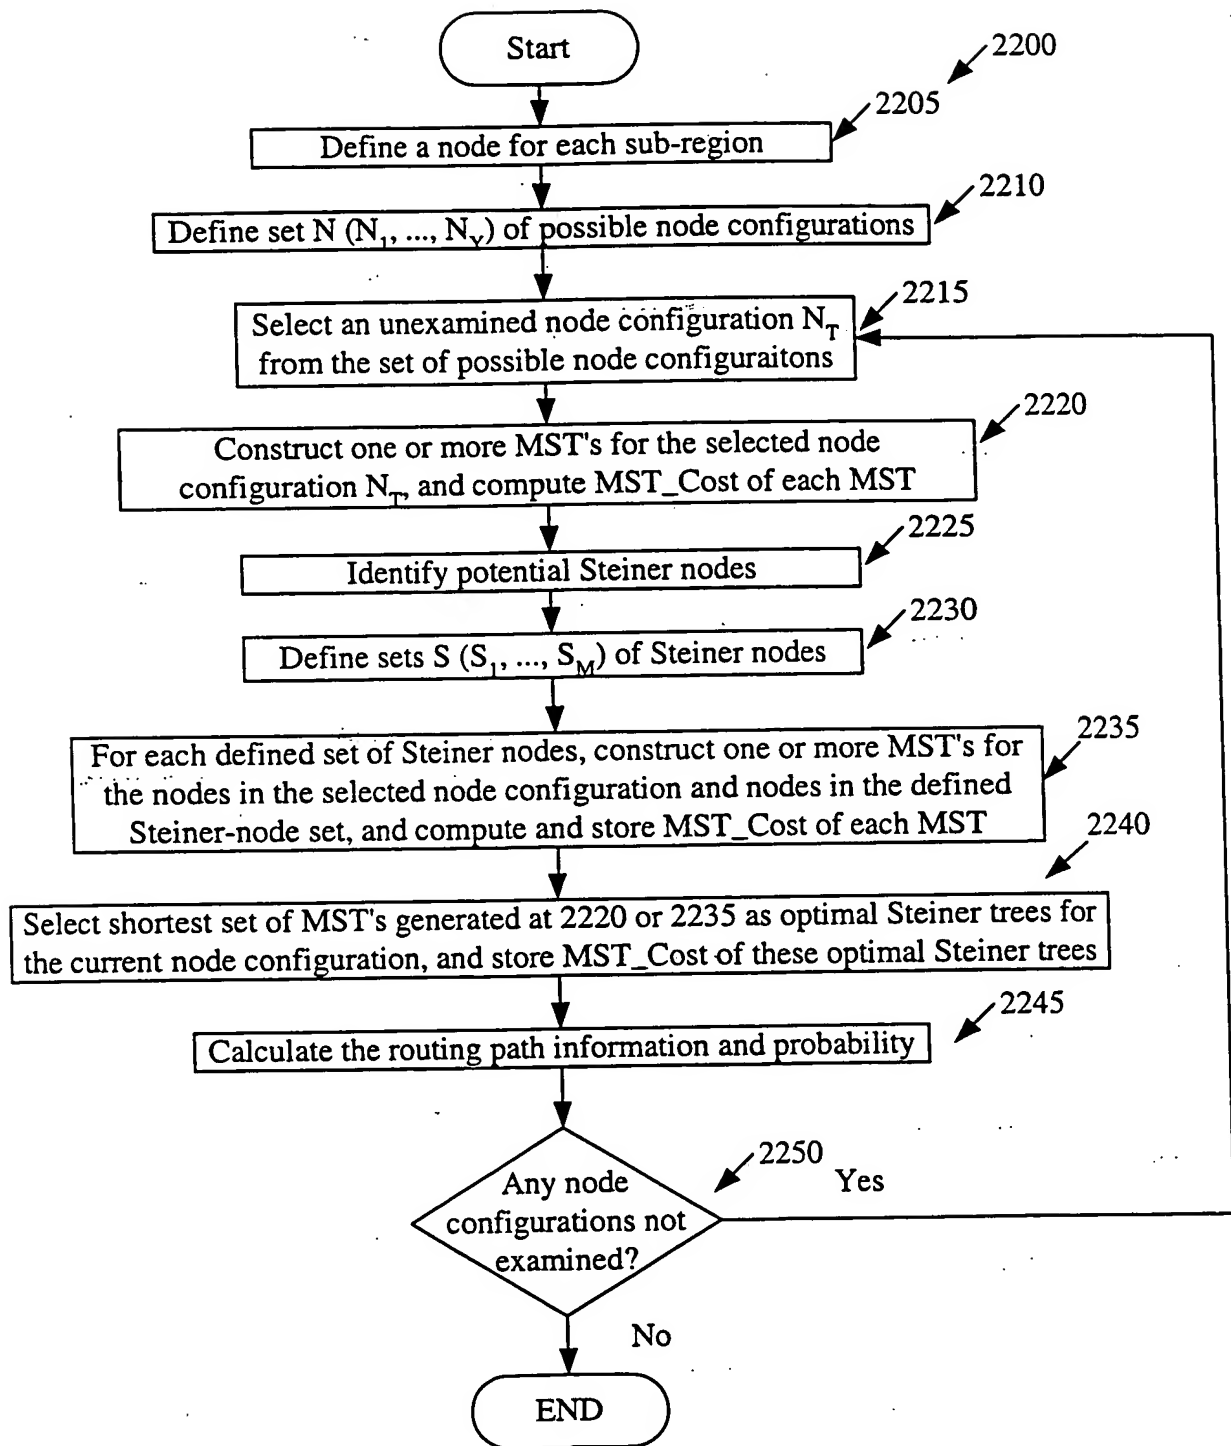 Start
2200
2205
Define a node for each sub-region
2210
Define set N (N1, ..., NY) of possible node configurations
2215
Select an unexamined node configuration NT
from the set of possible node configuraitons
2220
Construct one or more MST's for the selected node
configuration NT, and compute MST_Cost of each MST
2225
Identify potential Steiner nodes
2230
Define sets S (S1, ..., SM) of Steiner nodes
2235
For each defined set of Steiner nodes, construct one or more MST's for
the nodes in the selected node configuration and nodes in the defined
Steiner-node set, and compute and store MST_Cost of each MST
2240
Select shortest set of MST's generated at 2220 or 2235 as optimal Steiner trees for
the current node configuration, and store MST_Cost of these optimal Steiner trees
2245
Calculate the routing path information and probability
2250
Yes
Any node
configurations not
examined?
No
END